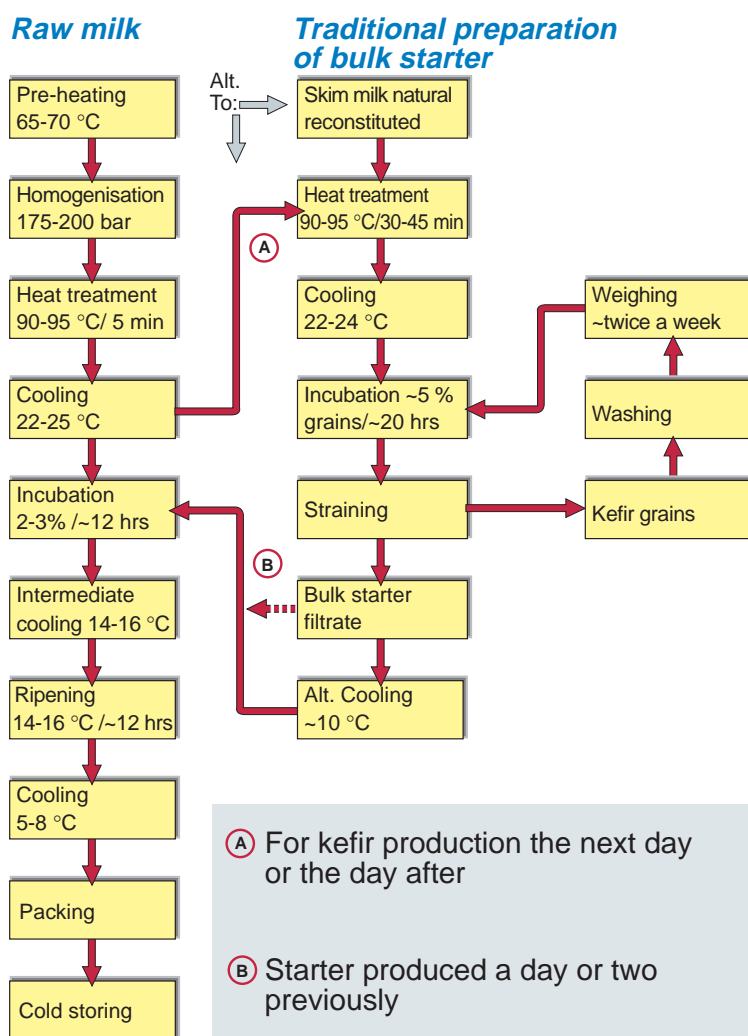 Raw milk
Pre-heating
65-70 °C
Homogenisation
175-200 bar
Heat treatment
90-95 °C/ 5 min
Cooling
22-25 °C
Incubation
2-3% /~12 hrs
Intermediate
cooling 14-16 °C
Ripening
14-16 °C /~12 hrs
Cooling
5-8 °C
Packing
Cold storing
Traditional preparation
of bulk starter
Alt.
To:
Skim milk natural
reconstituted
Heat treatment
90-95 °C/30-45 min
A
Cooling
22-24 °C
Incubation ~5 %
grains/~20 hrs
Straining
B
Bulk starter
filtrate
Alt. Cooling
~10 °C
Weighing
~twice a week
Washing
Kefir grains
A For kefir production the next day
or the day after
B Starter produced a day or two
previously